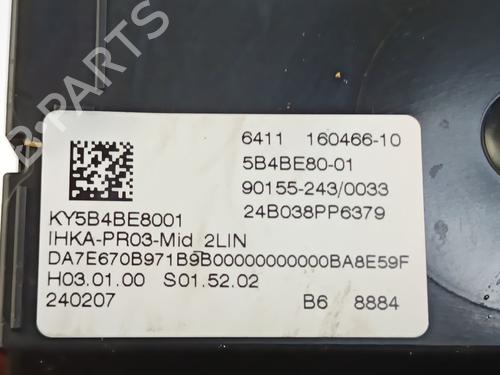 6411 160466-10
5B4BE80-01
90155-243/0033
24B038PP6379
KY5B4BE8001
IHKA-PR03-Mid 2LIN
DA7E670B971B9B00000000000BA8E59F
H03.01.00 S01.52.02
240207 B6 8884
B-PARTS